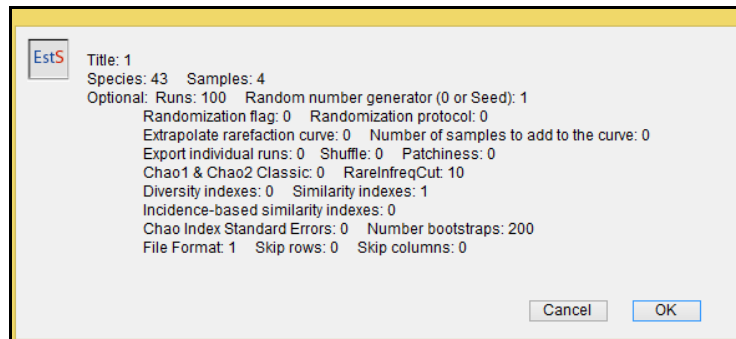 EstS
Title: 1
Species: 43 Samples: 4
Optional: Runs: 100 Random number generator (0 or Seed): 1
Randomization flag: 0 Randomization protocol: 0
Extrapolate rarefaction curve: 0 Number of samples to add to the curve: 0
Export individual runs: 0 Shuffle: 0 Patchiness: 0
Chao1 & Chao2 Classic: 0 RareInfreqCut: 10
Diversity indexes: 0 Similarity indexes: 1
Incidence-based similarity indexes: 0
Chao Index Standard Errors: 0 Number bootstraps: 200
File Format: 1 Skip rows: 0 Skip columns: 0
Cancel OK